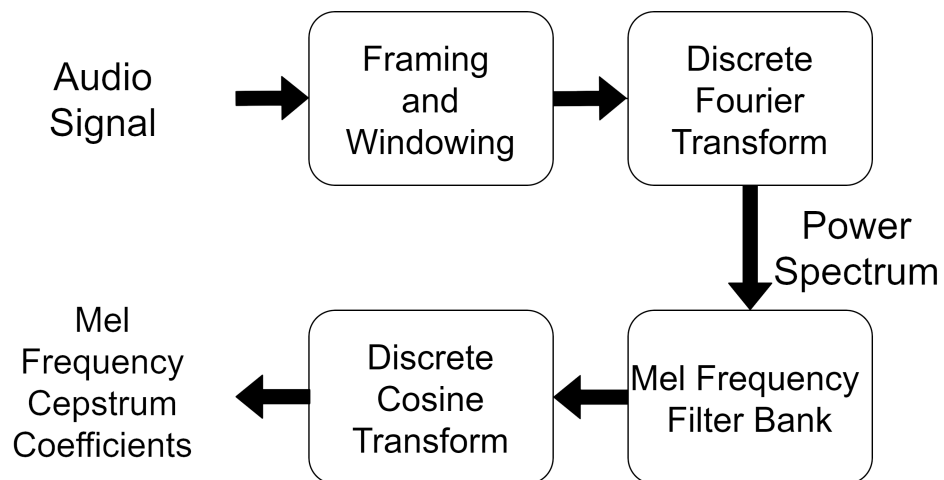 Audio
Signal
Framing
and
Windowing
Discrete
Fourier
Transform
Power
Spectrum
Mel Frequency
Filter Bank
Discrete
Cosine
Transform
Mel
Frequency
Cepstrum
Coefficients